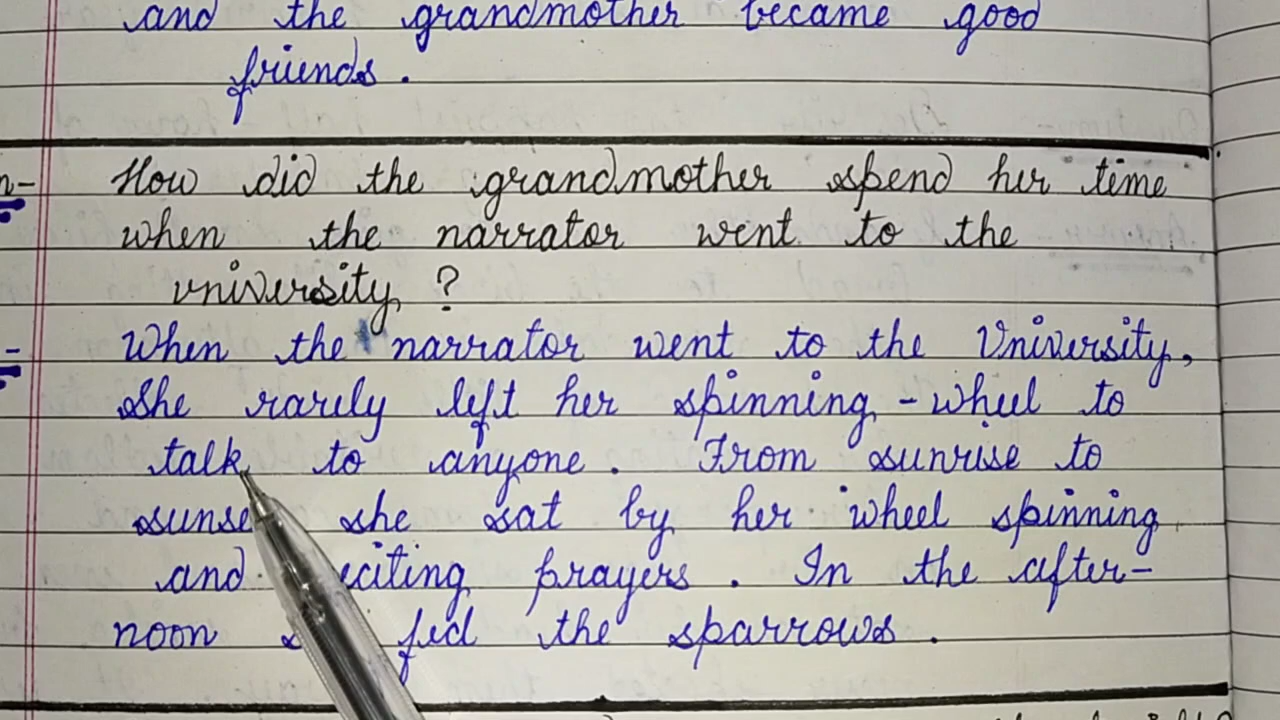 and the grandmother became good
friends.
n- How did the grandmother spend her time
when the narrator went to the
university ?
- When the narrator went to the University,
She rarely left her spinning-wheel to
talk to anyone. From sunrise to
sunse she sat by her wheel spinning
and eciting prayers. In the after-
noon s fed the sparrows.